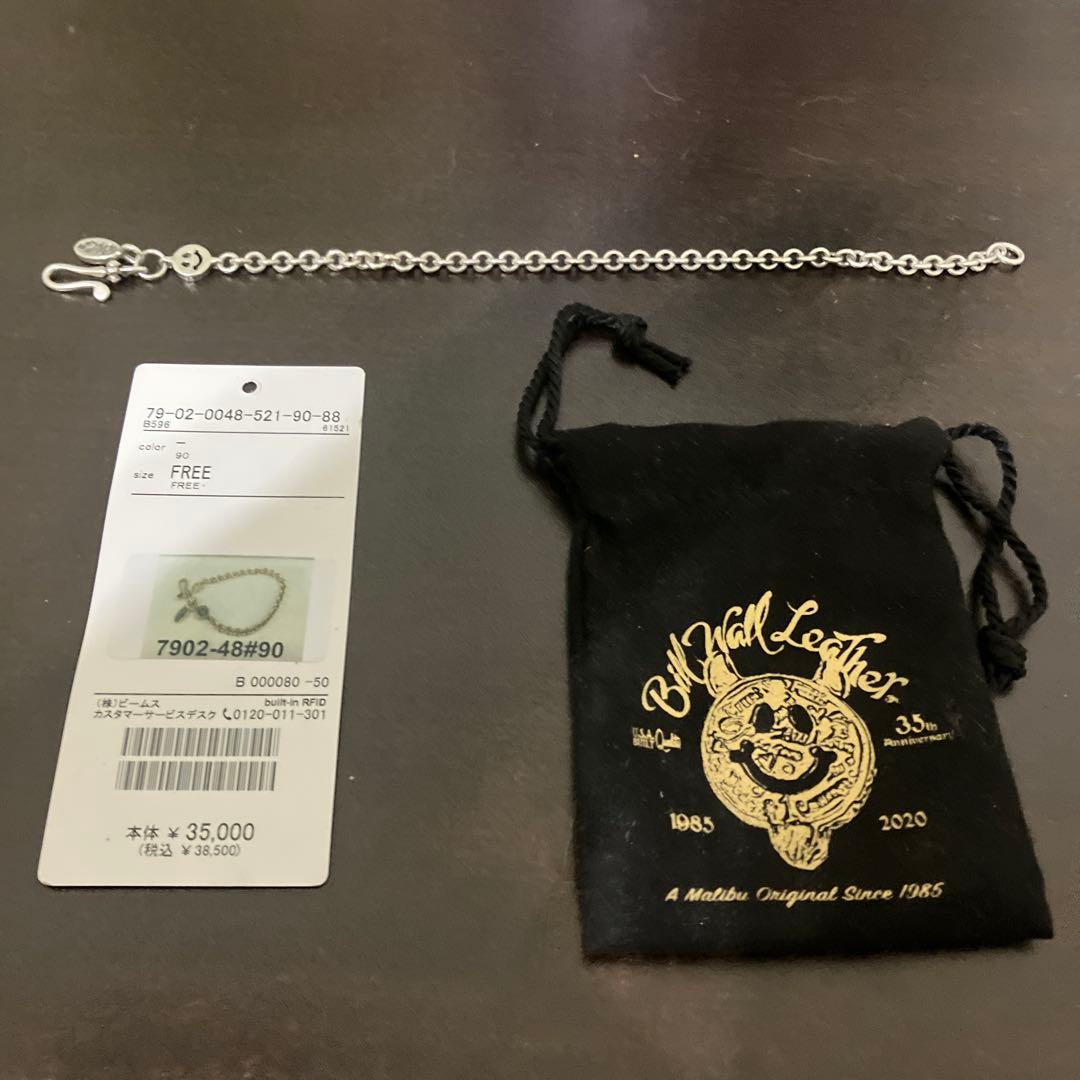 79-02-0048-521-90-88
B596 61521
color —
90
size FREE
FREE -
7902-48#90
B 000080 -50
(株)ビームス built-in RFID
カスタマーサービスデスク 0120-011-301
本体 ¥ 35,000
(税込 ¥ 38,500)
Bill Wall Leather
U.S.A. 35th
BUILT Quality Anniversary
1985 2020
A Malibu Original Since 1985